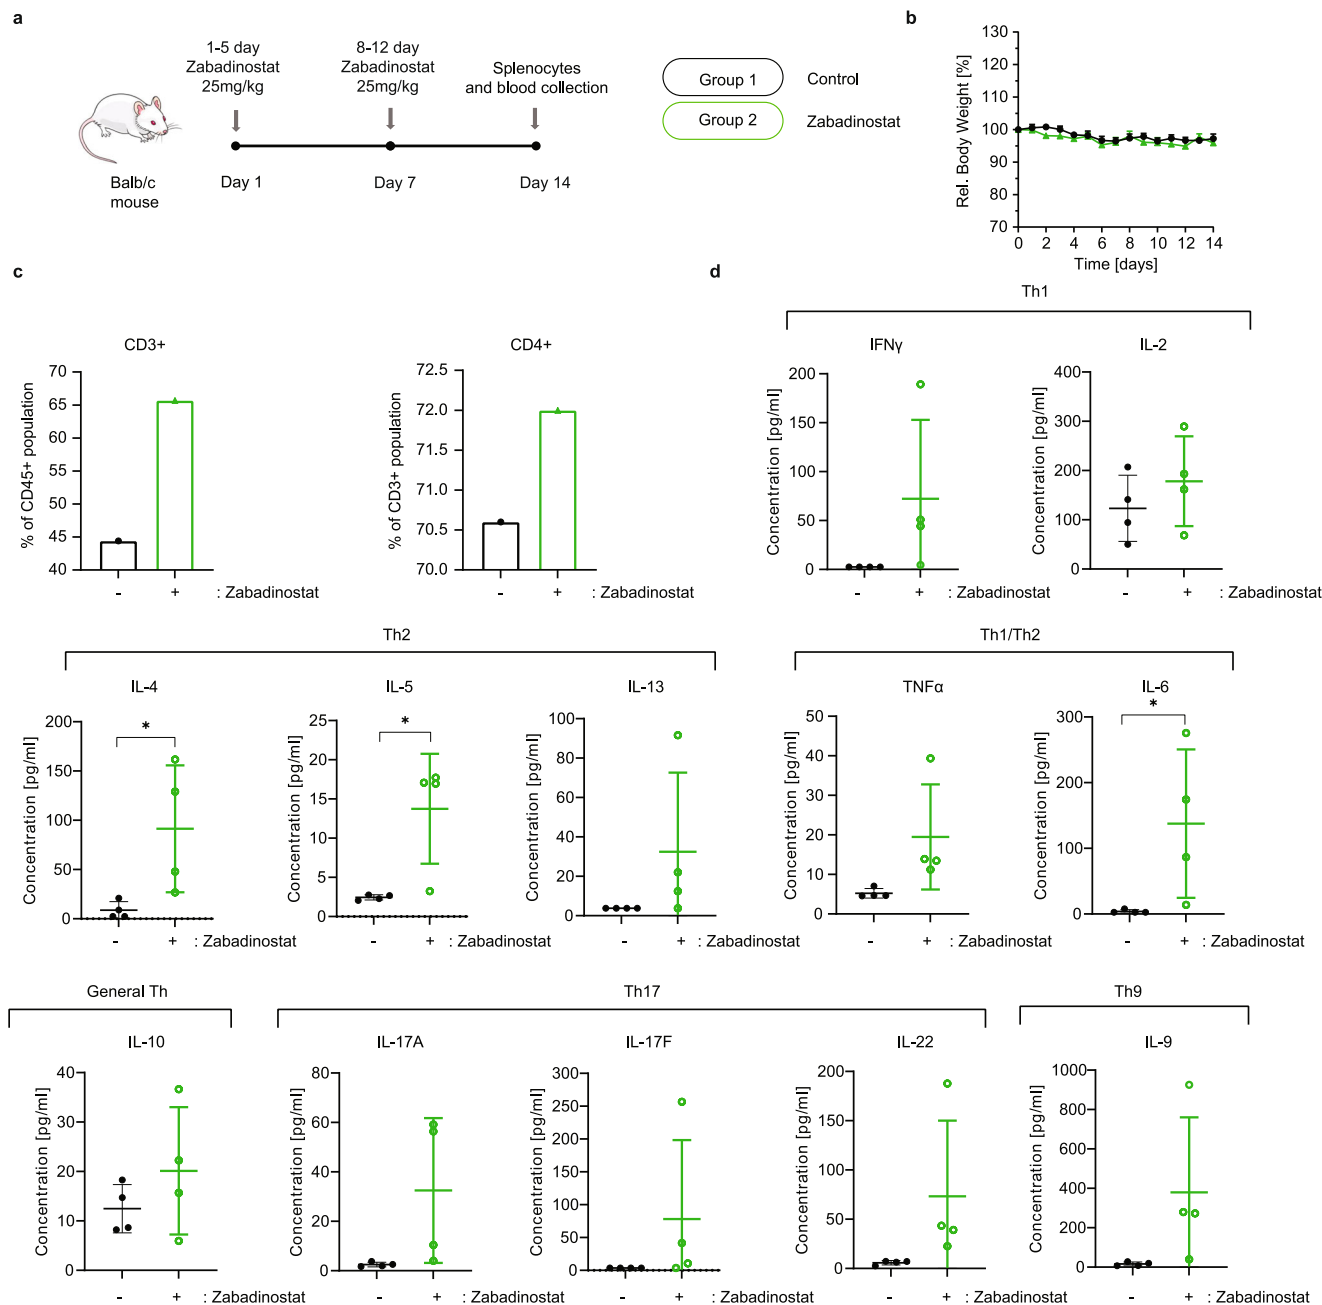 a
1-5 day
Zabadinostat
25mg/kg
8-12 day
Zabadinostat
25mg/kg
Splenocytes
and blood collection
Balb/c
mouse
Day 1
Day 7
Day 14
Group 1
Control
Group 2
Zabadinostat
b
Rel. Body Weight [%]
130
120
110
100
90
80
70
0 2 4 6 8 10 12 14
Time [days]
c
CD3+
% of CD45+ population
70
65
60
55
50
45
40
- + : Zabadinostat
CD4+
% of CD3+ population
72.5
72.0
71.5
71.0
70.5
70.0
- + : Zabadinostat
d
Th1
IFNγ
Concentration [pg/ml]
200
150
100
50
0
- + : Zabadinostat
IL-2
Concentration [pg/ml]
400
300
200
100
0
- + : Zabadinostat
Th2
IL-4
Concentration [pg/ml]
200
150
100
50
0
*
- + : Zabadinostat
IL-5
Concentration [pg/ml]
25
20
15
10
5
0
*
- + : Zabadinostat
IL-13
Concentration [pg/ml]
100
80
60
40
20
0
- + : Zabadinostat
Th1/Th2
TNFα
Concentration [pg/ml]
50
40
30
20
10
0
- + : Zabadinostat
IL-6
Concentration [pg/ml]
300
200
100
0
*
- + : Zabadinostat
General Th
IL-10
Concentration [pg/ml]
40
30
20
10
0
- + : Zabadinostat
Th17
IL-17A
Concentration [pg/ml]
80
60
40
20
0
- + : Zabadinostat
IL-17F
Concentration [pg/ml]
300
250
200
150
100
50
0
- + : Zabadinostat
IL-22
Concentration [pg/ml]
200
150
100
50
0
- + : Zabadinostat
Th9
IL-9
Concentration [pg/ml]
1000
800
600
400
200
0
- + : Zabadinostat